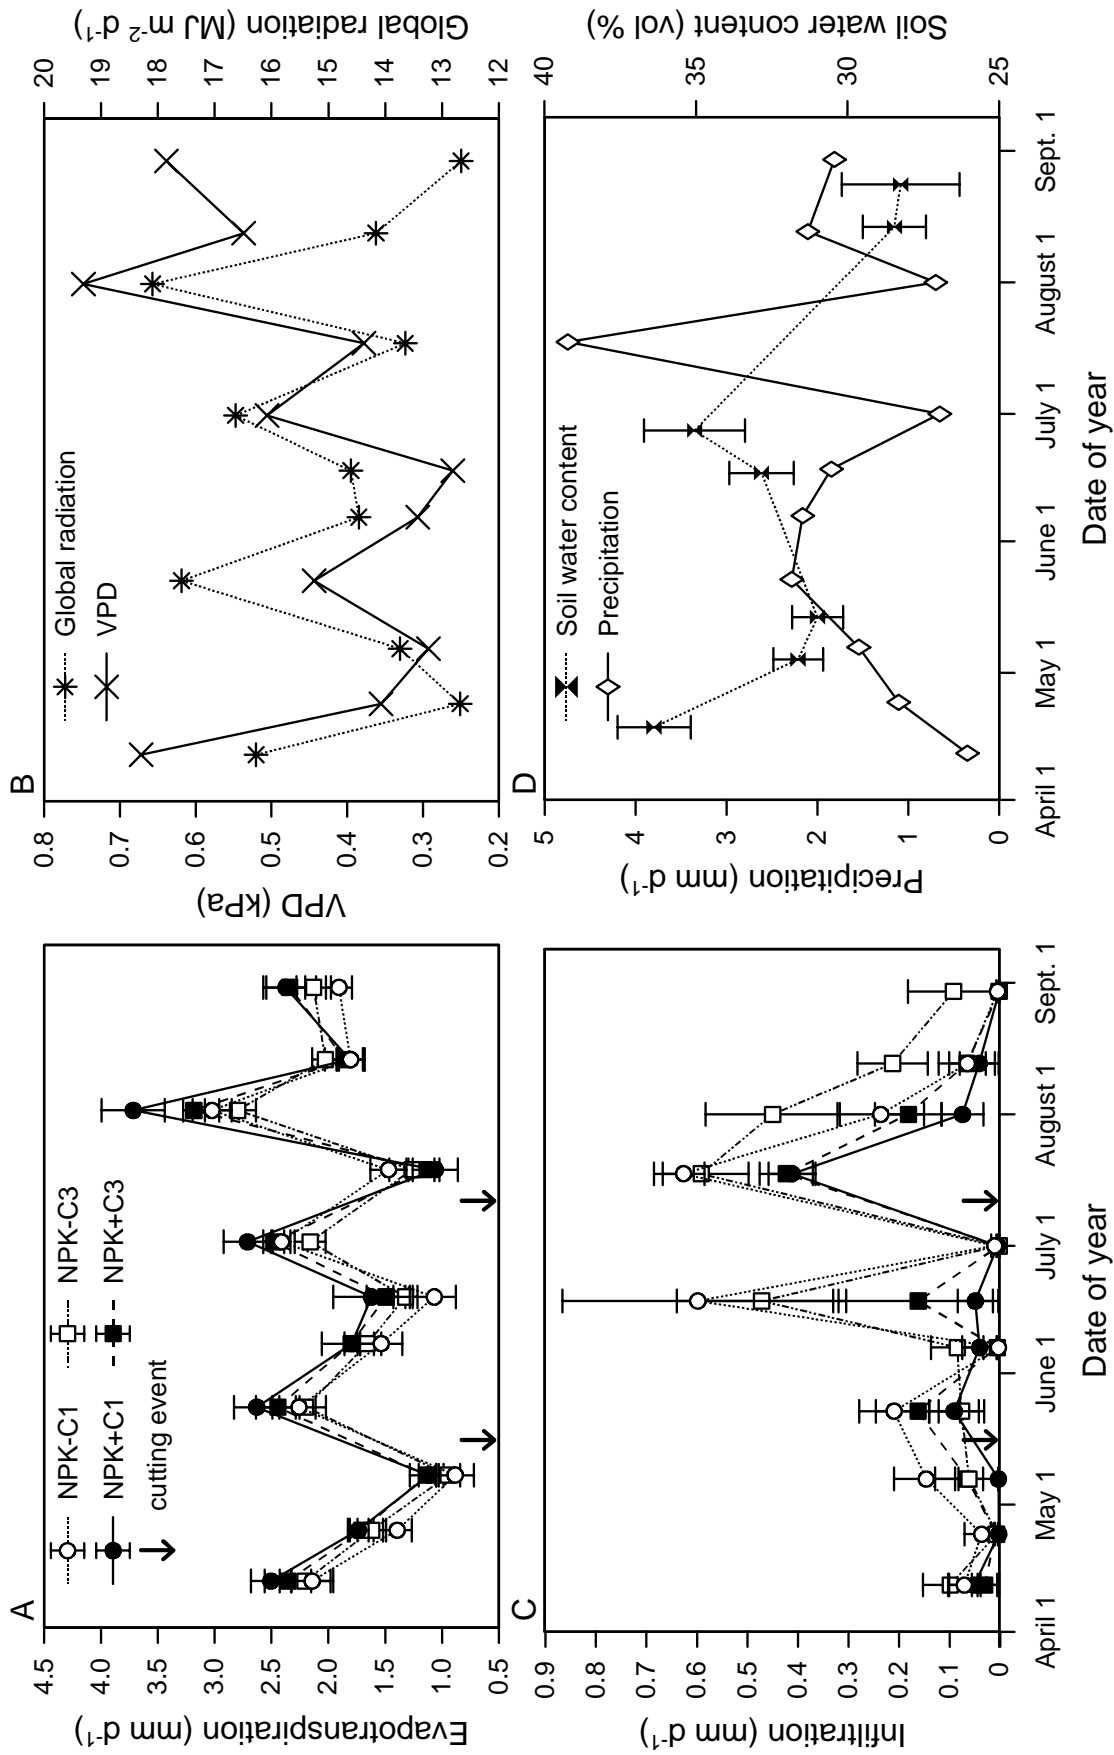 A
4.5
4.0
3.5
3.0
2.5
2.0
1.5
1.0
0.5
Evapotranspiration (mm d-1)
NPK-C1
NPK-C3
NPK+C1
NPK+C3
cutting event
B
0.8
0.7
0.6
0.5
0.4
0.3
0.2
VPD (kPa)
Global radiation
VPD
20
19
18
17
16
15
14
13
12
Global radiation (MJ m-2 d-1)
C
0.9
0.8
0.7
0.6
0.5
0.4
0.3
0.2
0.1
0
Infiltration (mm d-1)
April 1
May 1
June 1
July 1
August 1
Sept. 1
Date of year
D
5
4
3
2
1
0
Precipitation (mm d-1)
Soil water content
Precipitation
40
35
30
25
Soil water content (vol %)
April 1
May 1
June 1
July 1
August 1
Sept. 1
Date of year